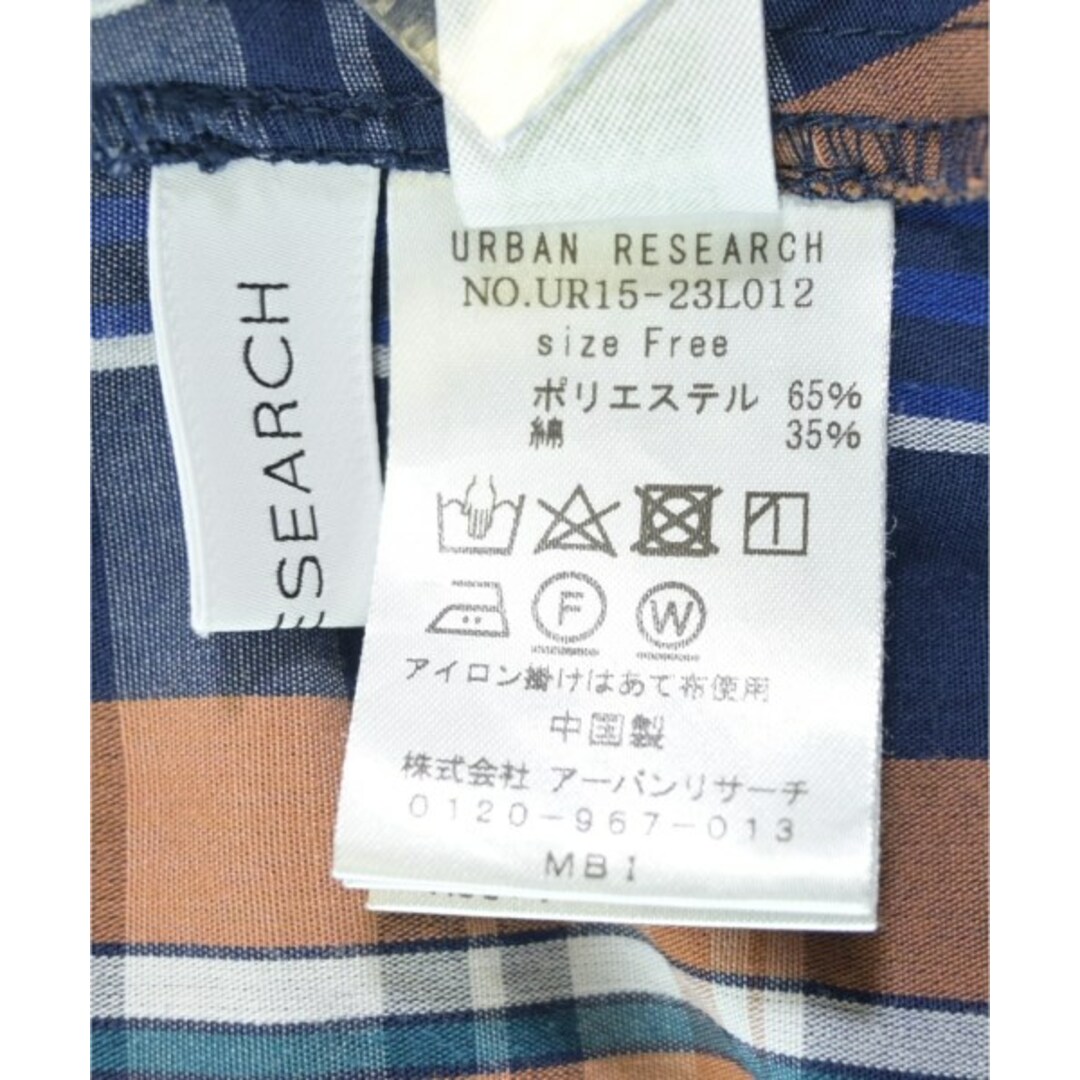 URBAN RESEARCH
NO.UR15-23L012
size Free
ポリエステル 65%
綿 35%
F
W
アイロン掛けはあて布使用
中国製
株式会社 アーバンリサーチ
0120-967-013
MB1
SEARCH